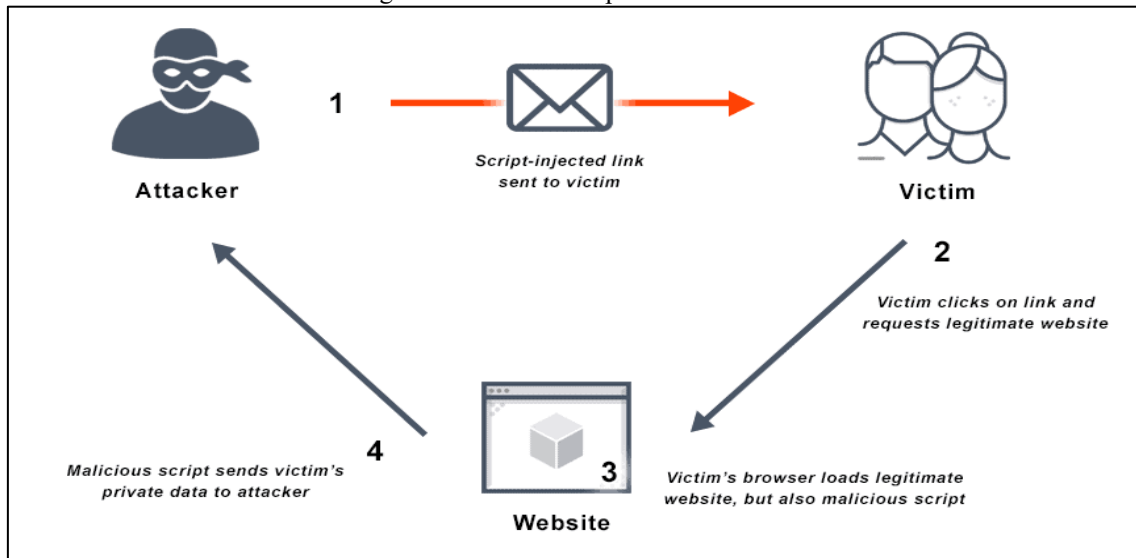 1
Script-injected link
sent to victim
Attacker
Victim
2
Victim clicks on link and
requests legitimate website
4
Malicious script sends victim's
private data to attacker
3
Victim's browser loads legitimate
website, but also malicious script
Website